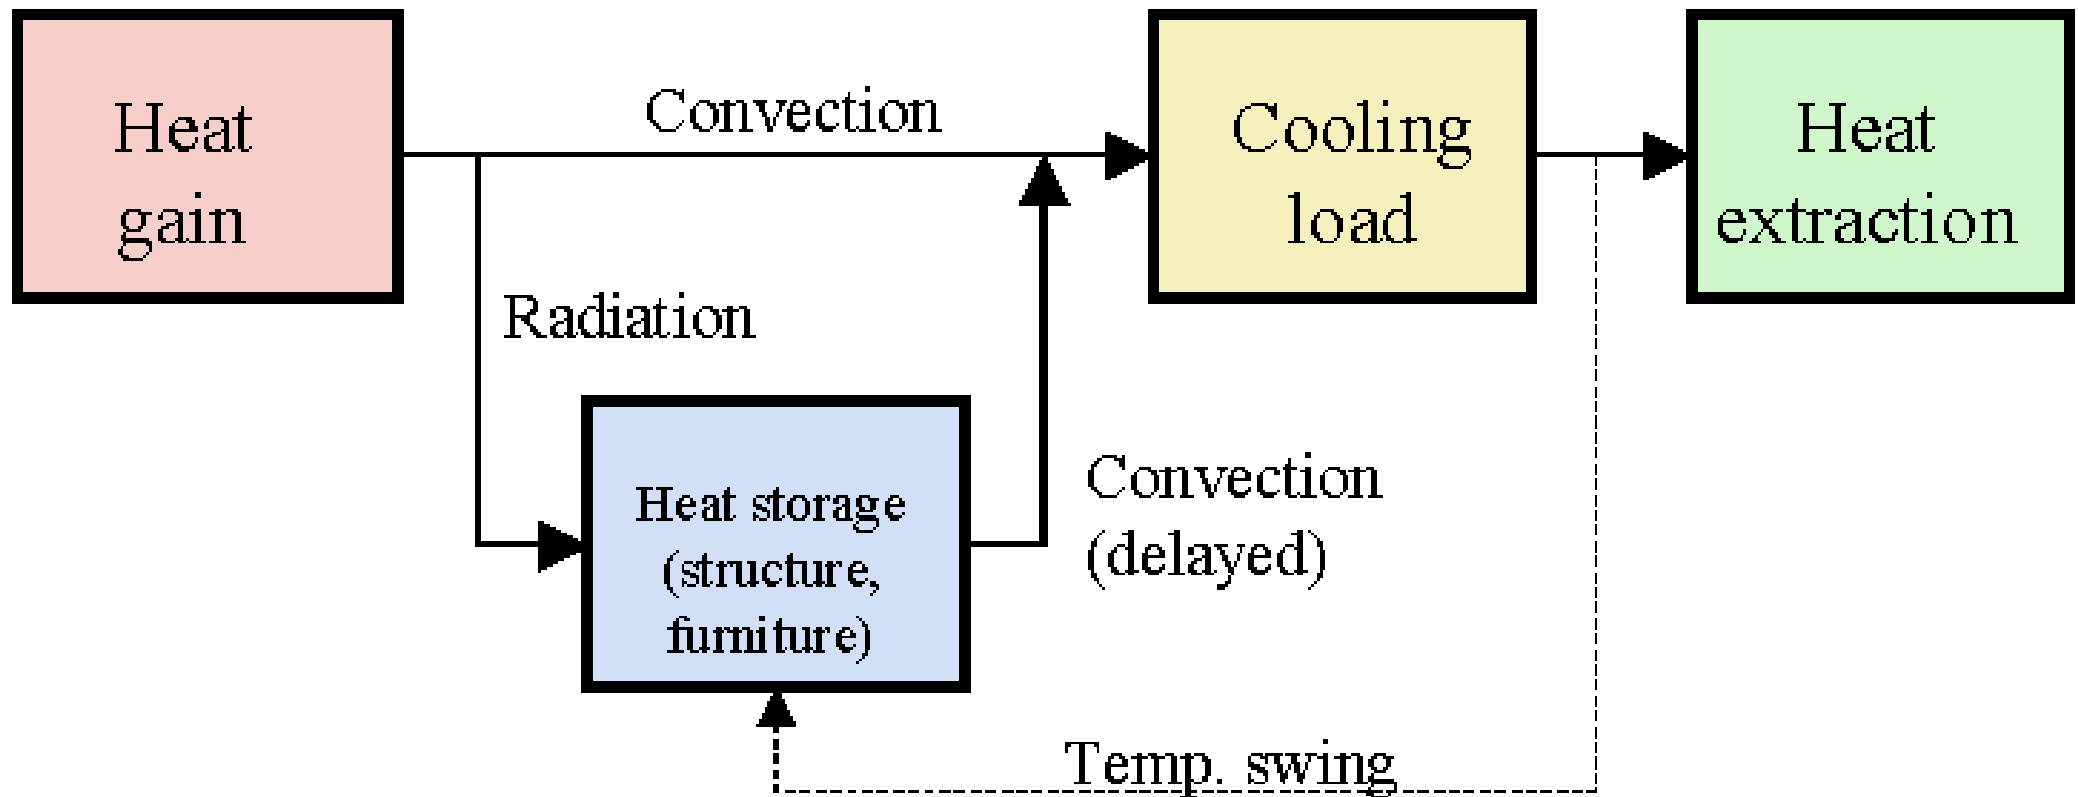 Heat
gain
Convection
Cooling
load
Heat
extraction
Radiation
Heat storage
(structure,
furniture)
Convection
(delayed)
Temp. swing